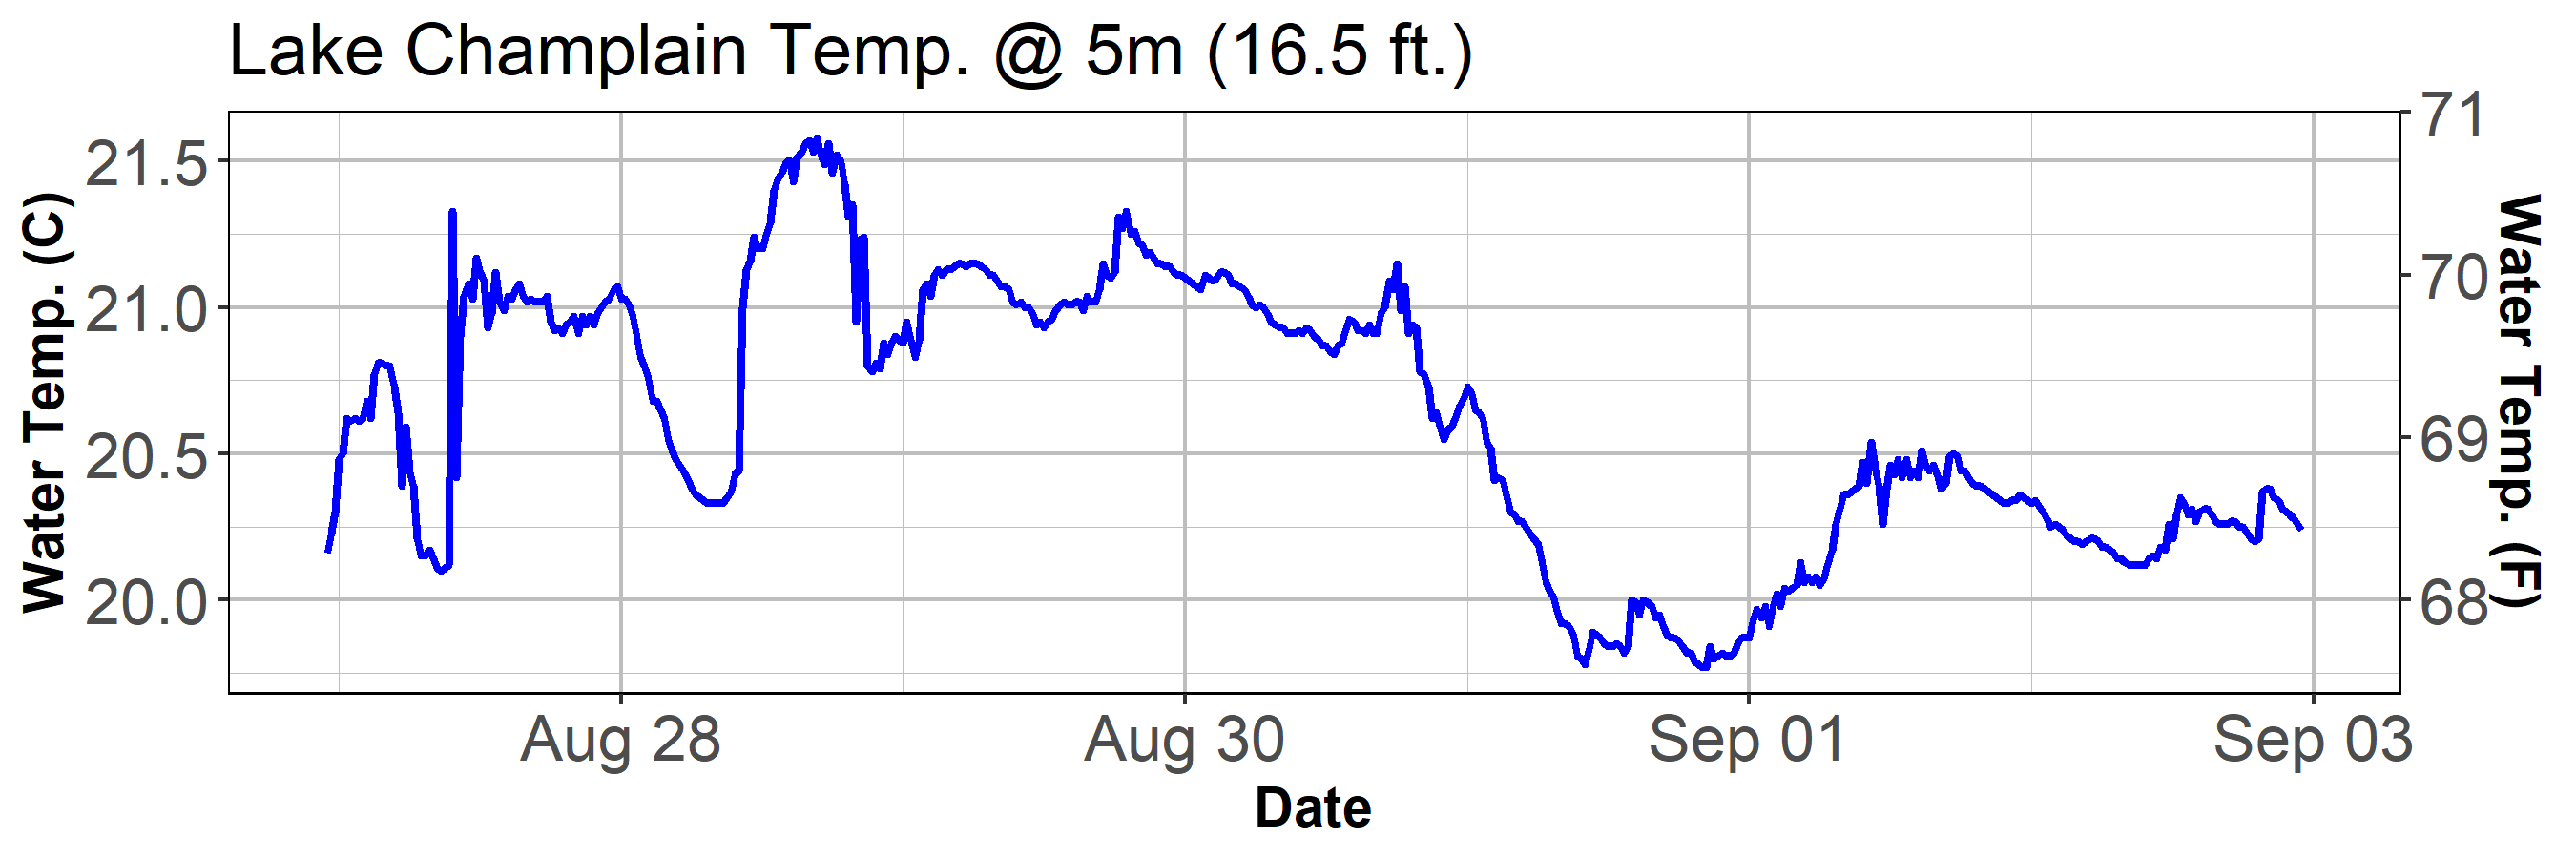 Lake Champlain Temp. @ 5m (16.5 ft.)
Water Temp. (C)
21.5
21.0
20.5
20.0
71
70
69
68
Water Temp. (F)
Aug 28
Aug 30
Sep 01
Sep 03
Date